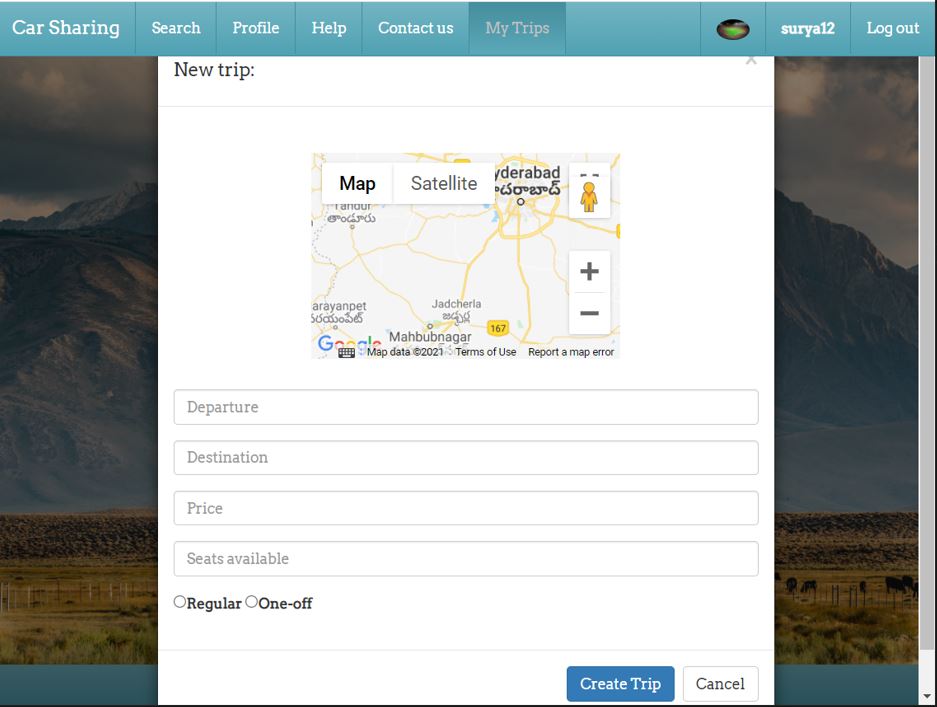 Car Sharing Search Profile Help Contact us My Trips surya12 Log out
New trip: x
Map Satellite
yderabad
దరాబాద్
Tandur
తాండూరు
arayanpet
Jadcherla
జడ్చర్ల
Mahbubnagar
167
Google
Map data ©2021 Terms of Use Report a map error
Departure
Destination
Price
Seats available
Regular One-off
Create Trip Cancel